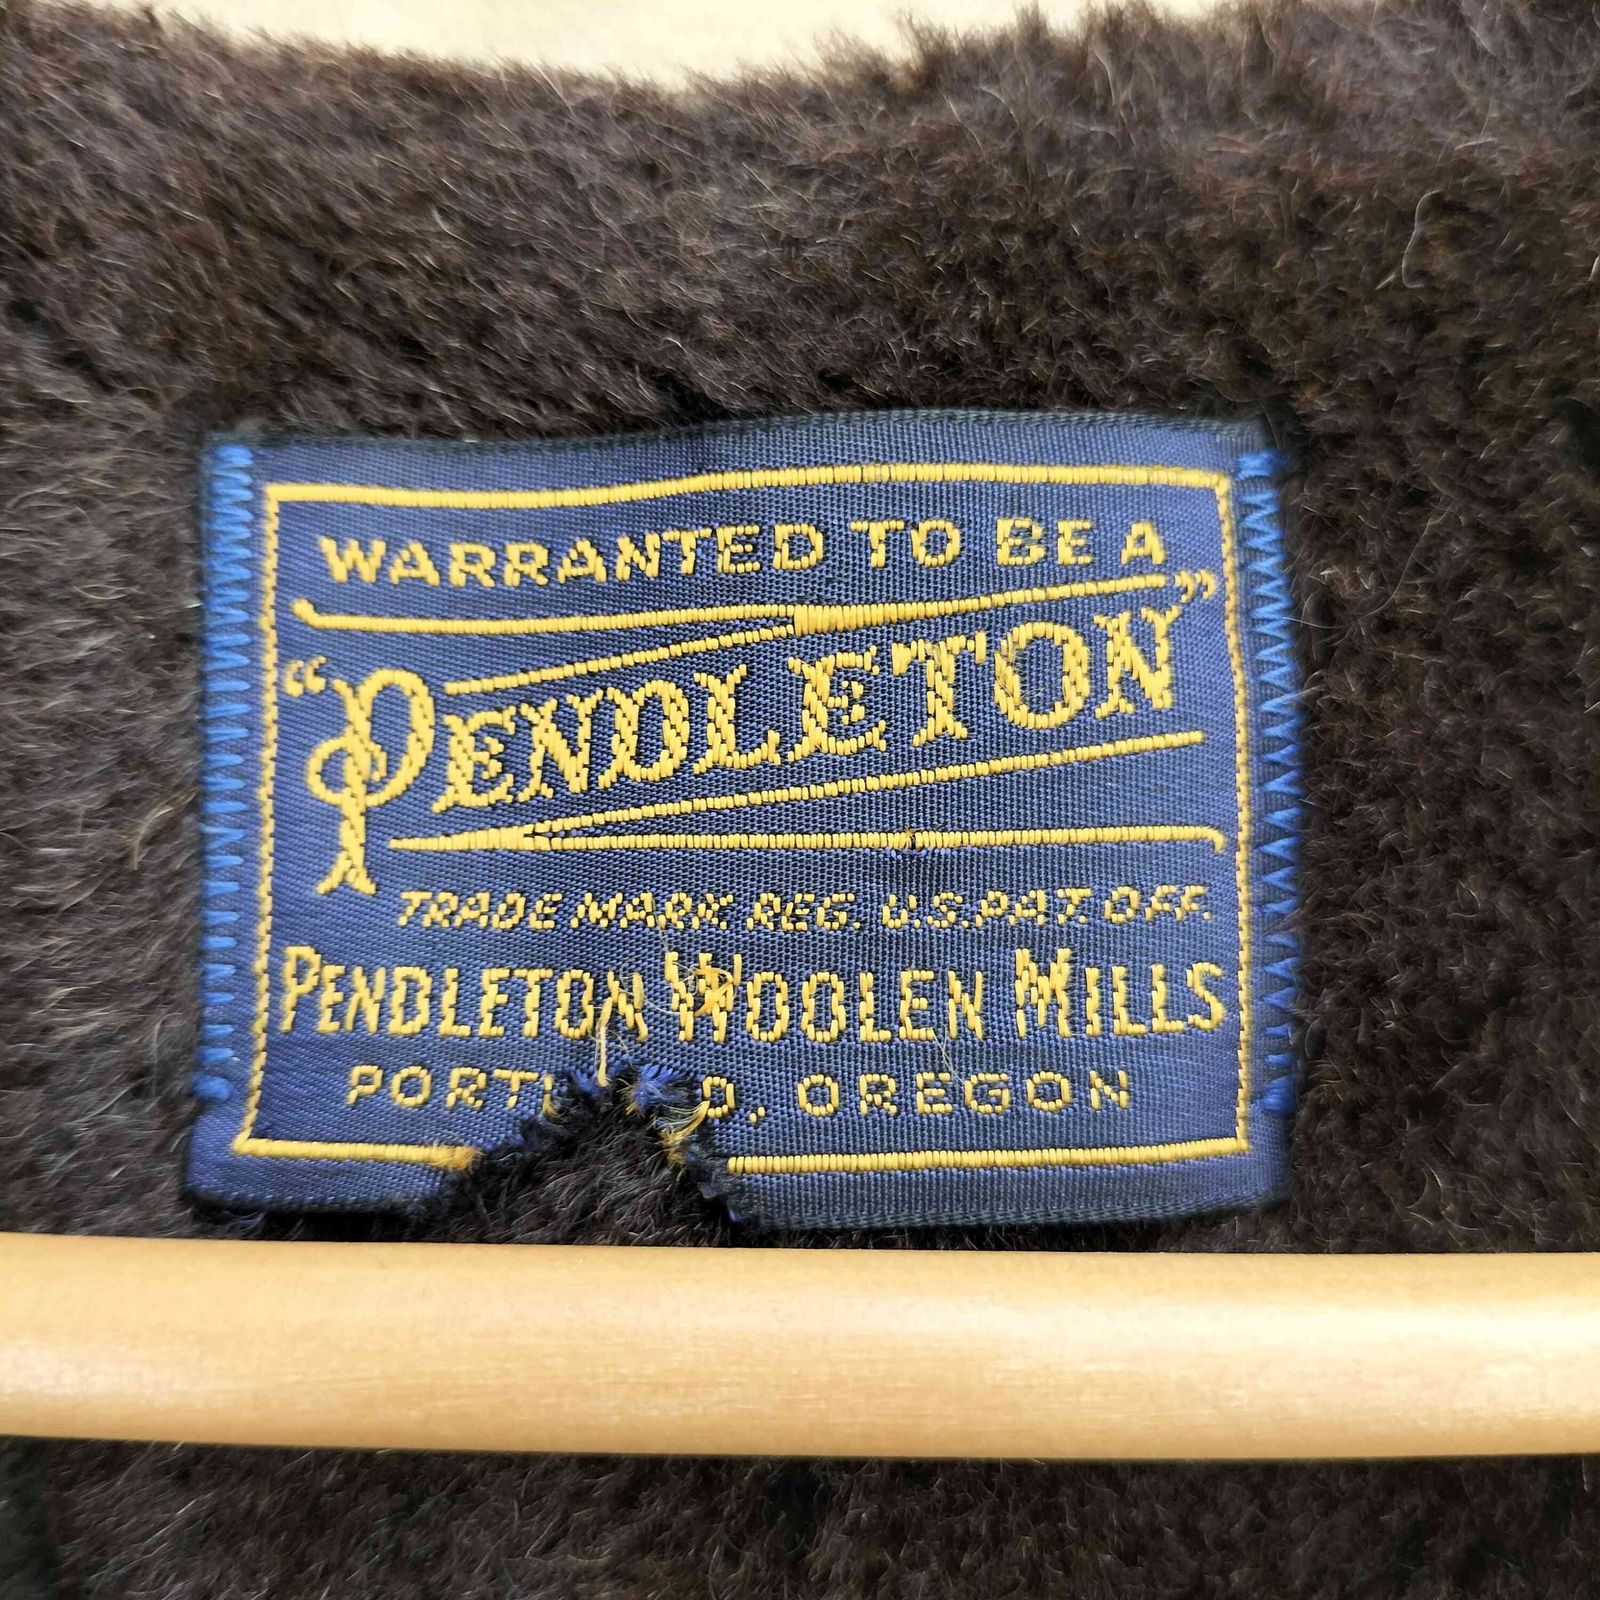 WARRANTED TO BE A
“PENDLETON”
TRADE MARK REG. U.S.PAT. OFF.
PENDLETON WOOLEN MILLS
OREGON